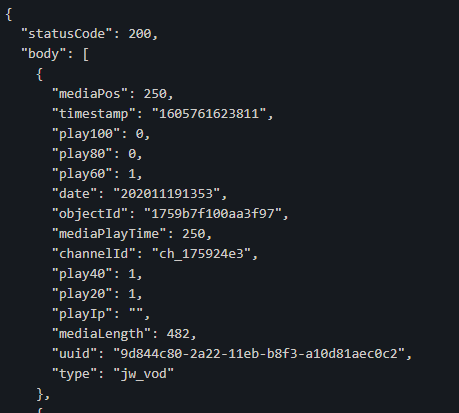 {
"statusCode": 200,
"body": [
{
"mediaPos": 250,
"timestamp": "1605761623811",
"play100": 0,
"play80": 0,
"play60": 1,
"date": "202011191353",
"objectId": "1759b7f100aa3f97",
"mediaPlayTime": 250,
"channelId": "ch_175924e3",
"play40": 1,
"play20": 1,
"playIp": "",
"mediaLength": 482,
"uuid": "9d844c80-2a22-11eb-b8f3-a10d81aec0c2",
"type": "jw_vod"
},
{